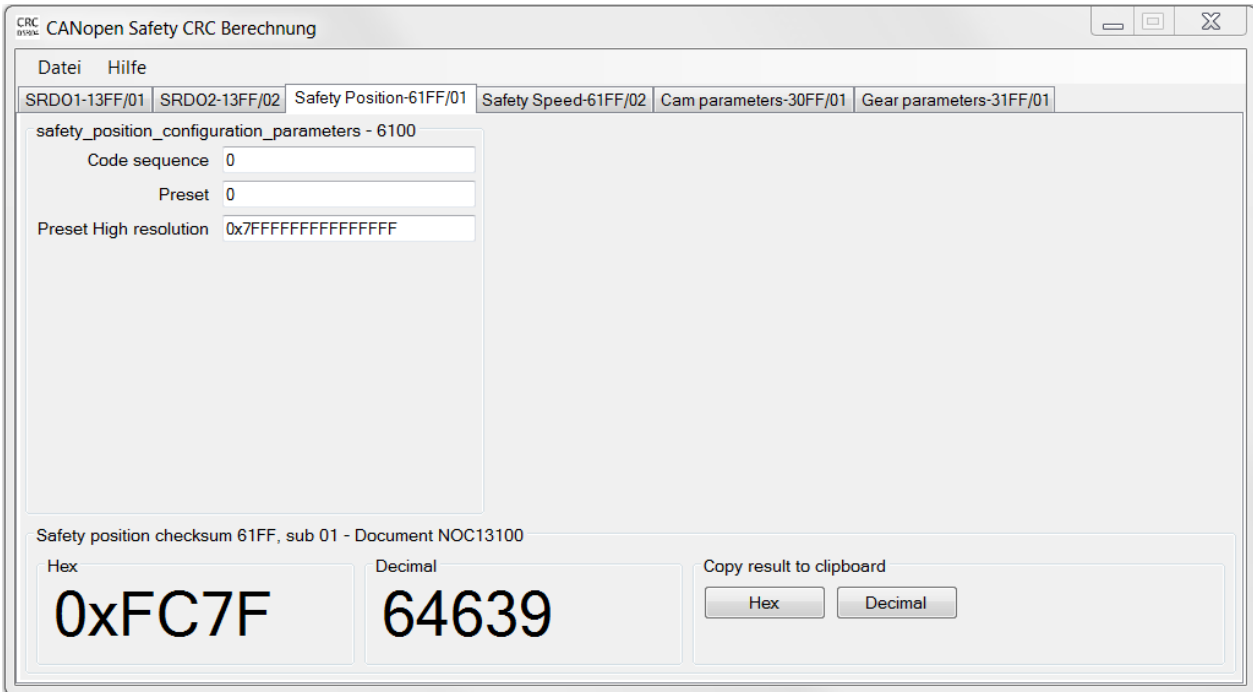 CRC CANopen Safety CRC Berechnung
Datei Hilfe
SRDO1-13FF/01 SRDO2-13FF/02 Safety Position-61FF/01 Safety Speed-61FF/02 Cam parameters-30FF/01 Gear parameters-31FF/01
safety_position_configuration_parameters - 6100
Code sequence 0
Preset 0
Preset High resolution 0x7FFFFFFFFFFFFFFF
Safety position checksum 61FF, sub 01 - Document NOC13100
Hex Decimal Copy result to clipboard
0xFC7F 64639 Hex Decimal